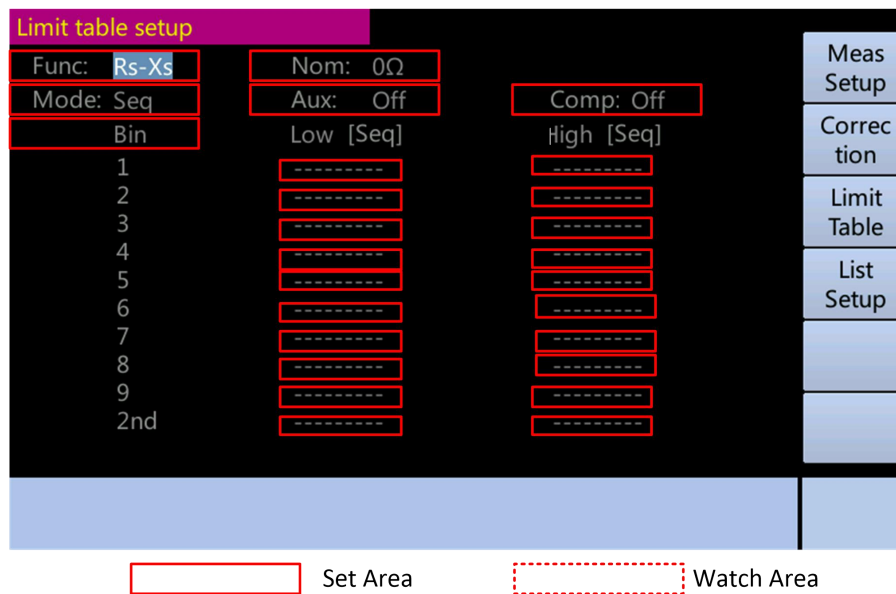 Limit table setup
Func: Rs-Xs Nom: 0Ω
Mode: Seq Aux: Off Comp: Off
Bin Low [Seq] High [Seq]
1 --------- ---------
2 --------- ---------
3 --------- ---------
4 --------- ---------
5 --------- ---------
6 --------- ---------
7 --------- ---------
8 --------- ---------
9 --------- ---------
2nd --------- ---------
Meas
Setup
Correc
tion
Limit
Table
List
Setup
Set Area Watch Area